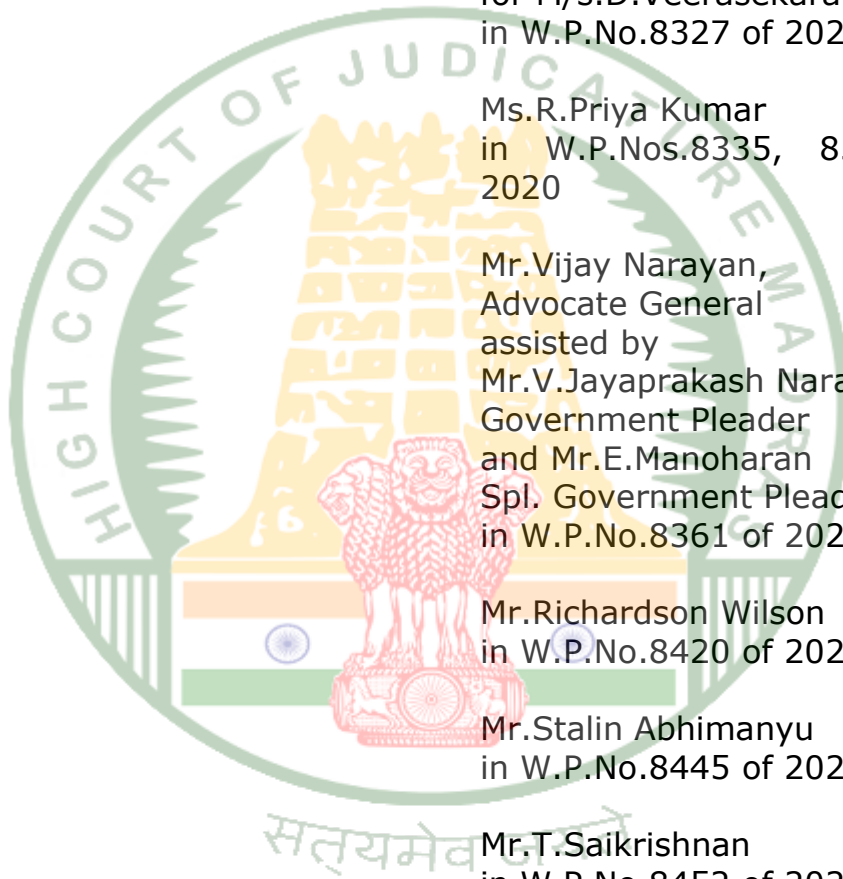 in W.P.No.8327 of 202
Ms.R.Priya Kumar
in W.P.Nos.8335, 8
2020
Mr.Vijay Narayan,
Advocate General
assisted by
Mr.V.Jayaprakash Nara
Government Pleader
and Mr.E.Manoharan
Spl. Government Plead
in W.P.No.8361 of 202
Mr.Richardson Wilson
in W.P.No.8420 of 202
Mr.Stalin Abhimanyu
in W.P.No.8445 of 202
Mr.T.Saikrishnan
HIGH COURT OF JUDICATURE MADRAS
सत्यमेव जयते